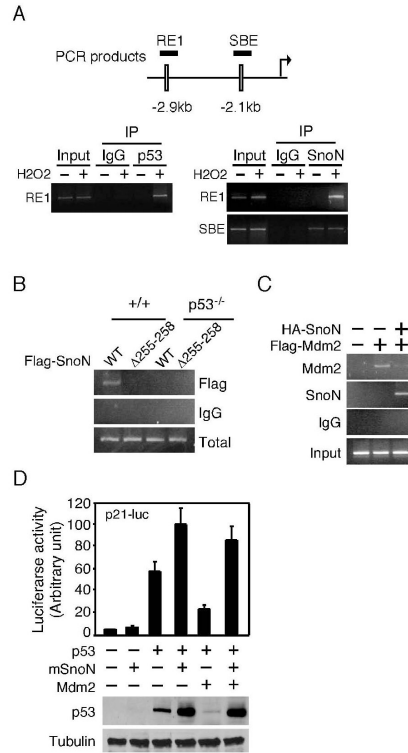 A
RE1 SBE
PCR products
-2.9kb -2.1kb
IP IP
Input IgG p53 Input IgG SnoN
H2O2 – + – + – + H2O2 – + – + – +
RE1 RE1
SBE
B
+/+ p53-/-
Flag-SnoN WT Δ255-258 WT Δ255-258
Flag
IgG
Total
C
HA-SnoN – – +
Flag-Mdm2 – + +
Mdm2
SnoN
IgG
Input
D
p21-luc
Luciferarse activity
(Arbitrary unit)
120
100
80
60
40
20
0
p53 – – + + + +
mSnoN – + – + – +
Mdm2 – – – – + +
p53
Tubulin